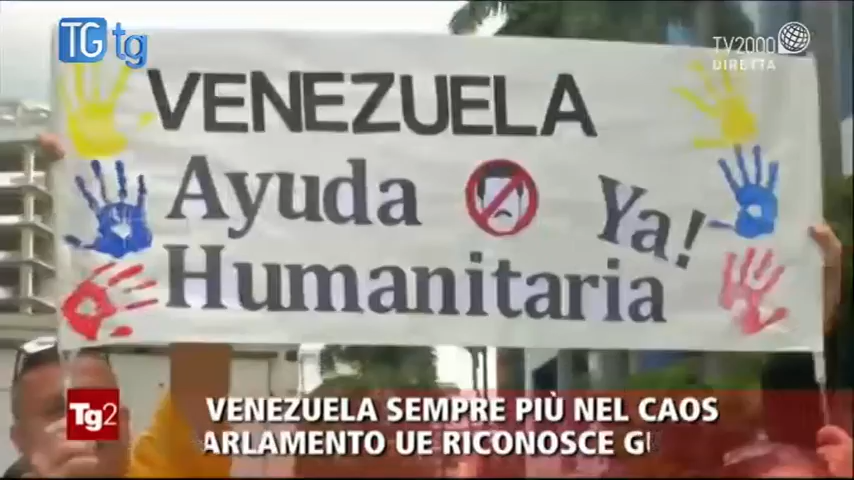 TG tg
TV2000
DIRETTA
VENEZUELA
Ayuda Ya!
Humanitaria
Tg2
VENEZUELA SEMPRE PIÙ NEL CAOS
ARLAMENTO UE RICONOSCE